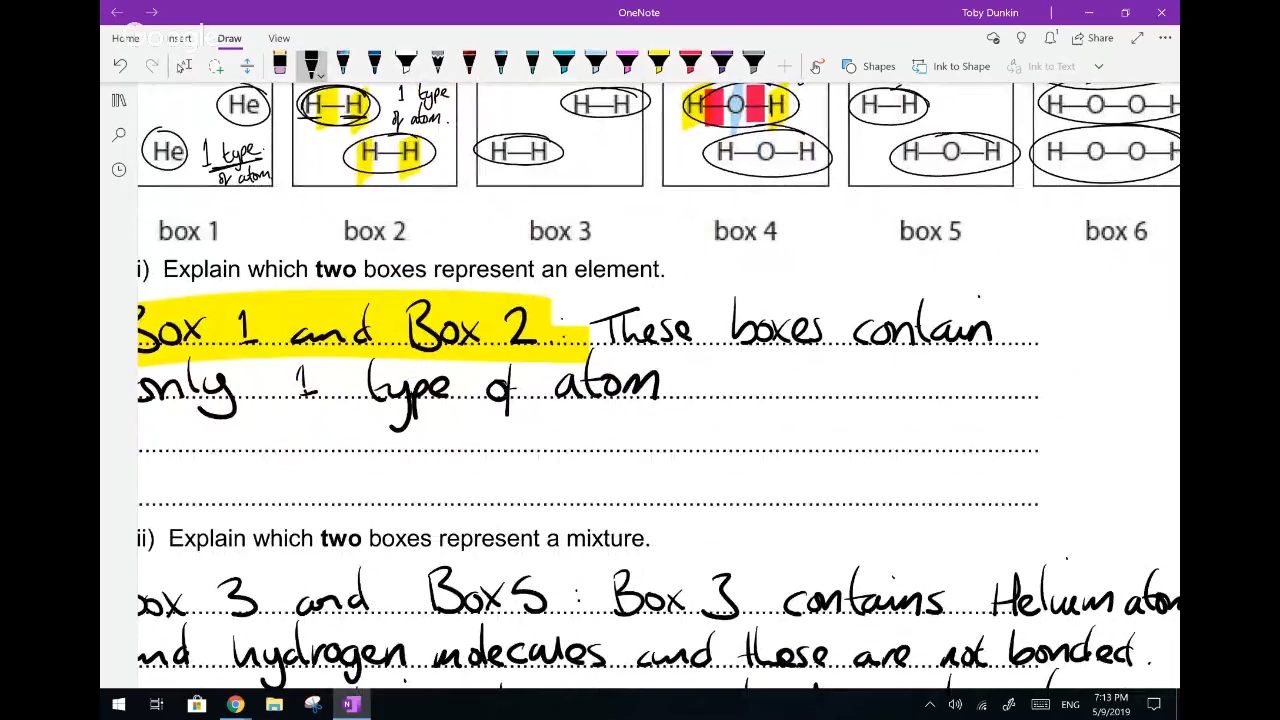 OneNote
Toby Dunkin
Home Insert Draw View
Share
Shapes
Ink to Shape
Ink to Text
He
H—H
1 type
of atom.
H—H
H—O—H
H—H
H—O—O—H
He
1 type
of atom
H—H
H—H
H—O—H
H—O—H
H—O—O—H
box 1
box 2
box 3
box 4
box 5
box 6
i) Explain which two boxes represent an element.
Box 1 and Box 2 : These boxes contain
only 1 type of atom
ii) Explain which two boxes represent a mixture.
box 3 and Box 5 : Box 3 contains Helium atom
and hydrogen molecules and these are not bonded.
ENG
7:13 PM
5/9/2019